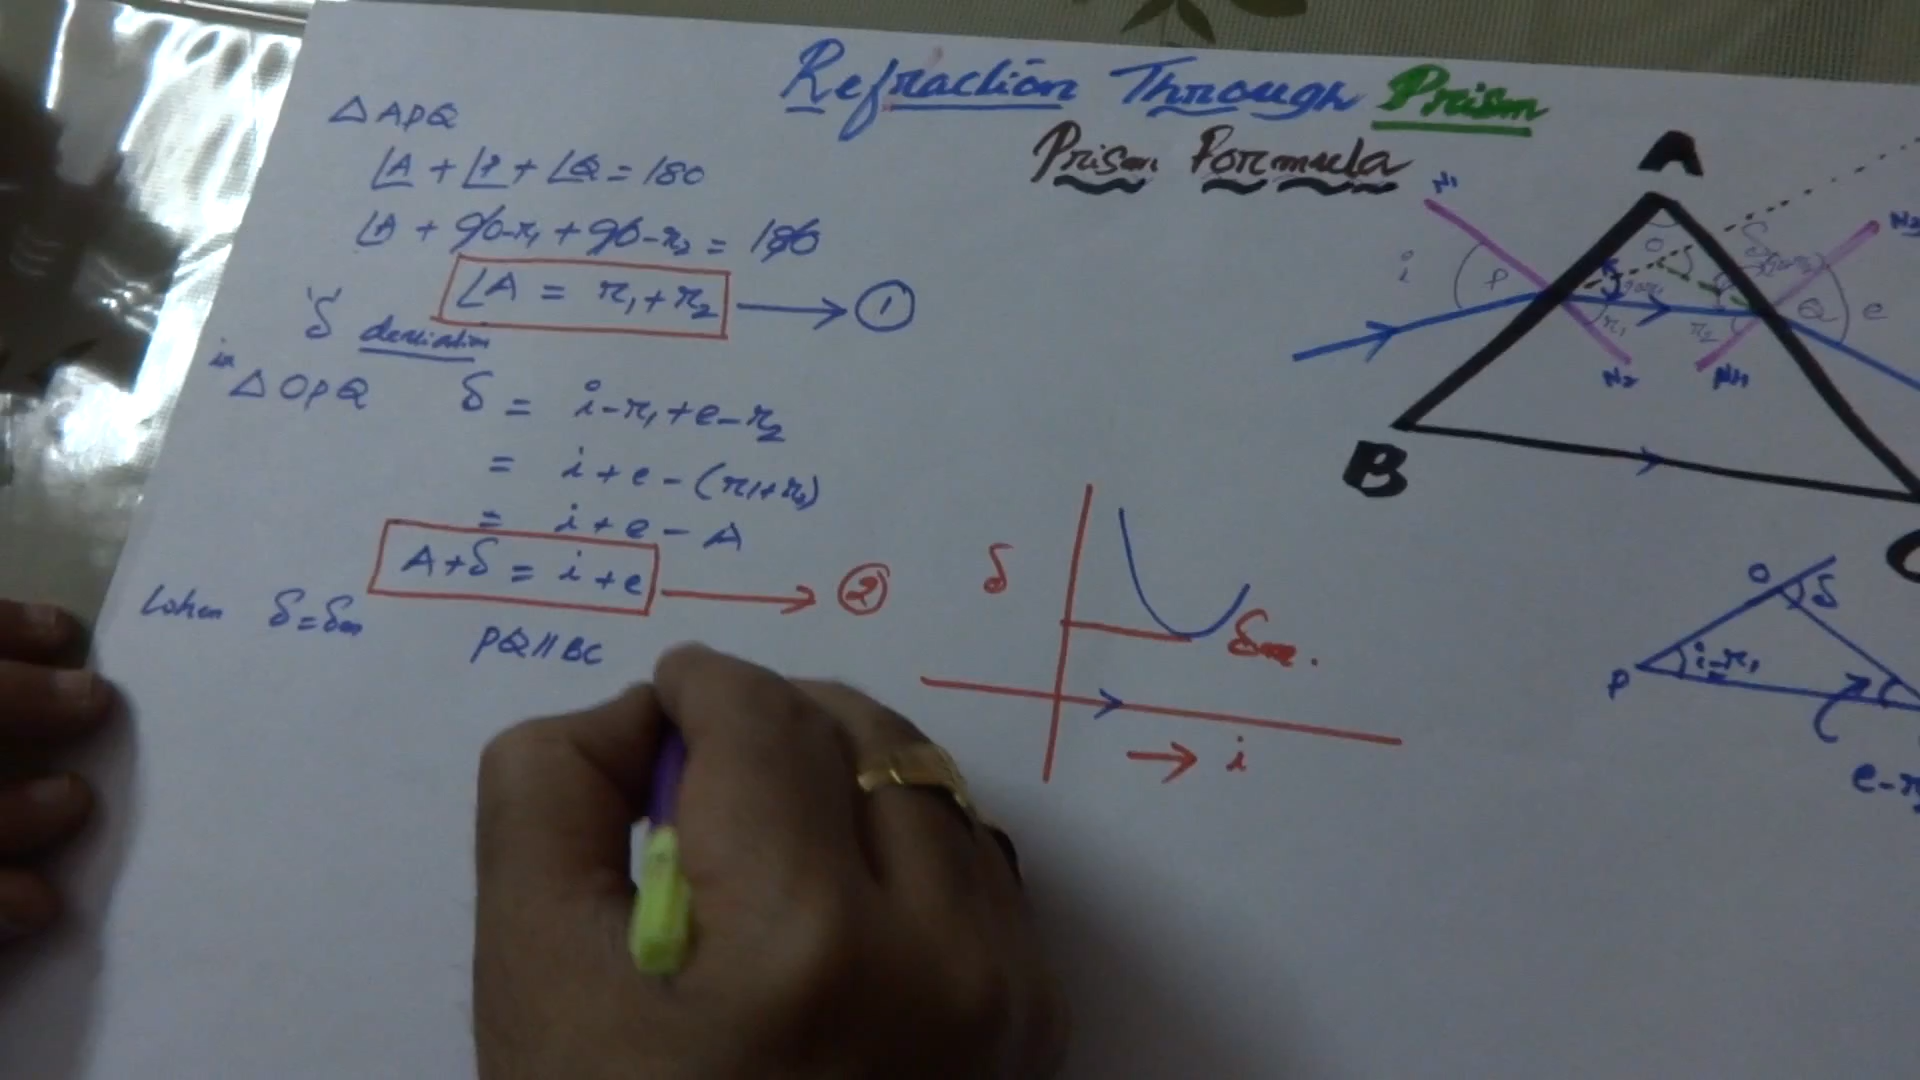 Refraction Through Prism
Prism Formula
△APQ
∠A + ∠P + ∠Q = 180
∠A + 90-r₁ + 90-r₂ = 180
∠A = r₁+r₂ → ①
'δ' deviation
in △OPQ δ = i-r₁+e-r₂
= i+e-(r₁+r₂)
= i+e-A
A+δ = i+e → ②
when δ=δm
PQ||BC
δ
δm.
→ i
A
N₁
i
P
O
δ
Q
e
r₁
r₂
N₂
B
O
δ
P
i-r₁
e-r₂